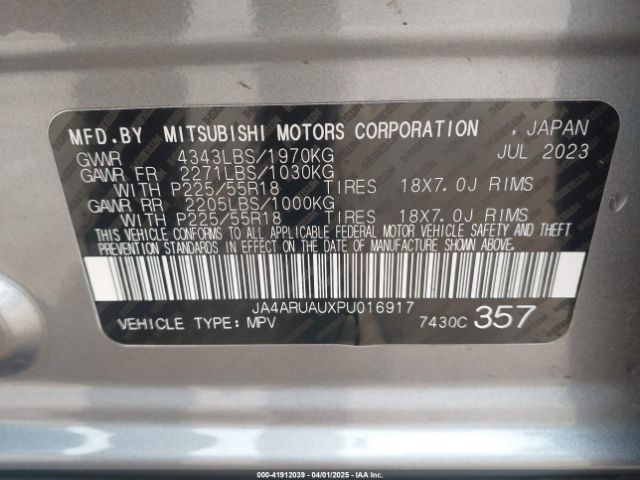 MFD.BY MITSUBISHI MOTORS CORPORATION , JAPAN
GVWR 4343LBS/1970KG JUL 2023
GAWR FR 2271LBS/1030KG
WITH P225/55R18 TIRES 18X7.0J RIMS
GAWR RR 2205LBS/1000KG
WITH P225/55R18 TIRES 18X7.0J RIMS
THIS VEHICLE CONFORMS TO ALL APPLICABLE FEDERAL MOTOR VEHICLE SAFETY AND THEFT
PREVENTION STANDARDS IN EFFECT ON THE DATE OF MANUFACTURE SHOWN ABOVE.
JA4ARUAUXPU016917
VEHICLE TYPE: MPV 7430C 357
000-41912039 - 04/01/2025 - IAAI.COM